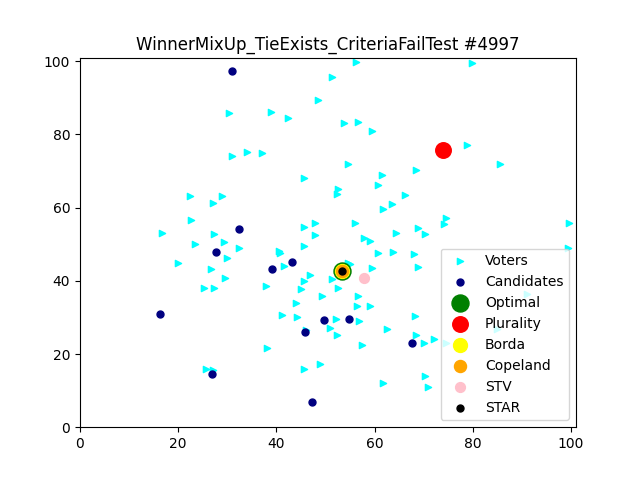 WinnerMixUp_TieExists_CriteriaFailTest #4997
100
80
60
40
20
0
0
20
40
60
80
100
Voters
Candidates
Optimal
Plurality
Borda
Copeland
STV
STAR